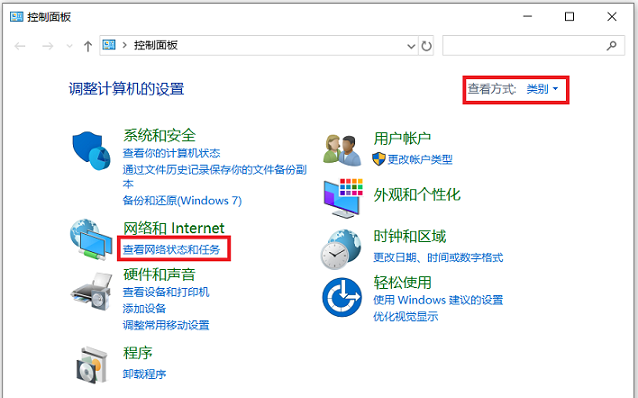 控制面板
控制面板
调整计算机的设置
查看方式: 类别
系统和安全
查看你的计算机状态
通过文件历史记录保存你的文件备份副
本
备份和还原(Windows 7)
网络和 Internet
查看网络状态和任务
硬件和声音
查看设备和打印机
添加设备
调整常用移动设置
程序
卸载程序
用户帐户
更改帐户类型
外观和个性化
时钟和区域
更改日期、时间或数字格式
轻松使用
使用 Windows 建议的设置
优化视觉显示